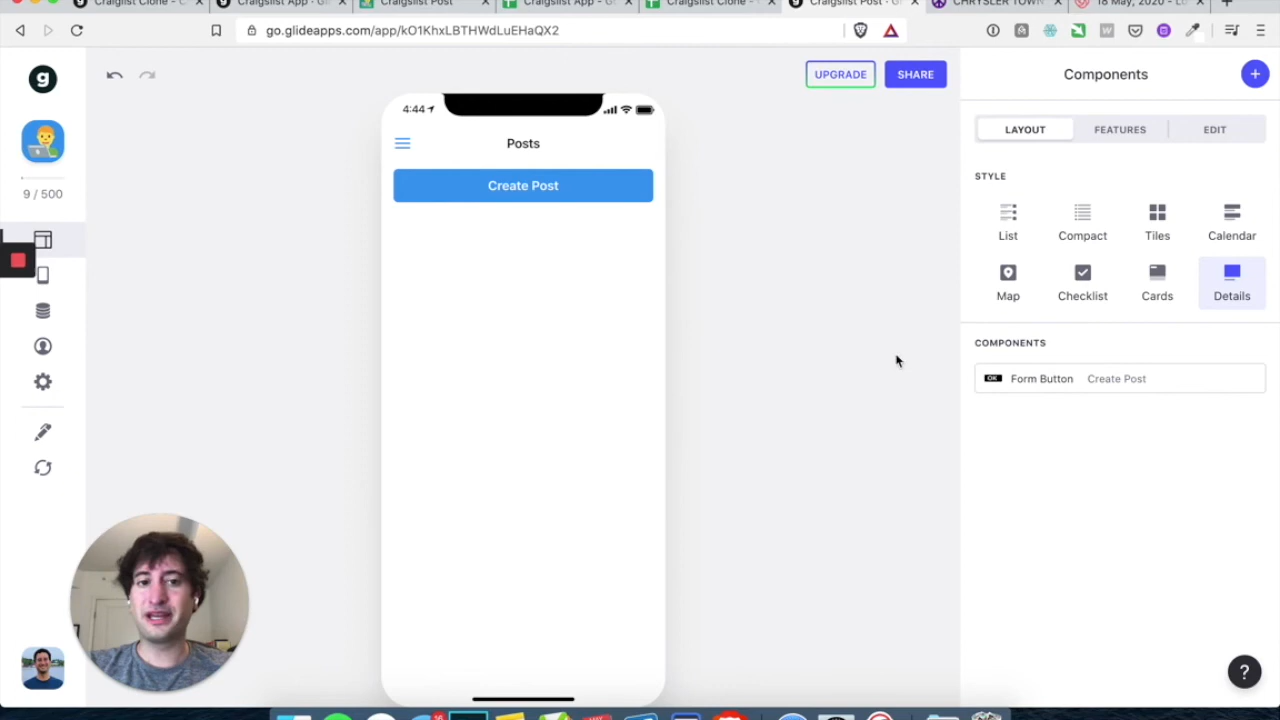 Craigslist Clone - C
Craigslist App - G
Craigslist Post
Craigslist App - G
Craigslist Clone -
Craigslist Post - G
CHRYSLER TOWN
18 May, 2020 - L
go.glideapps.com/app/kO1KhxLBTHWdLuEHaQX2
g
UPGRADE
SHARE
Components
4:44
Posts
LAYOUT
FEATURES
EDIT
STYLE
9 / 500
Create Post
List
Compact
Tiles
Calendar
Map
Checklist
Cards
Details
COMPONENTS
OK Form Button Create Post
?
16